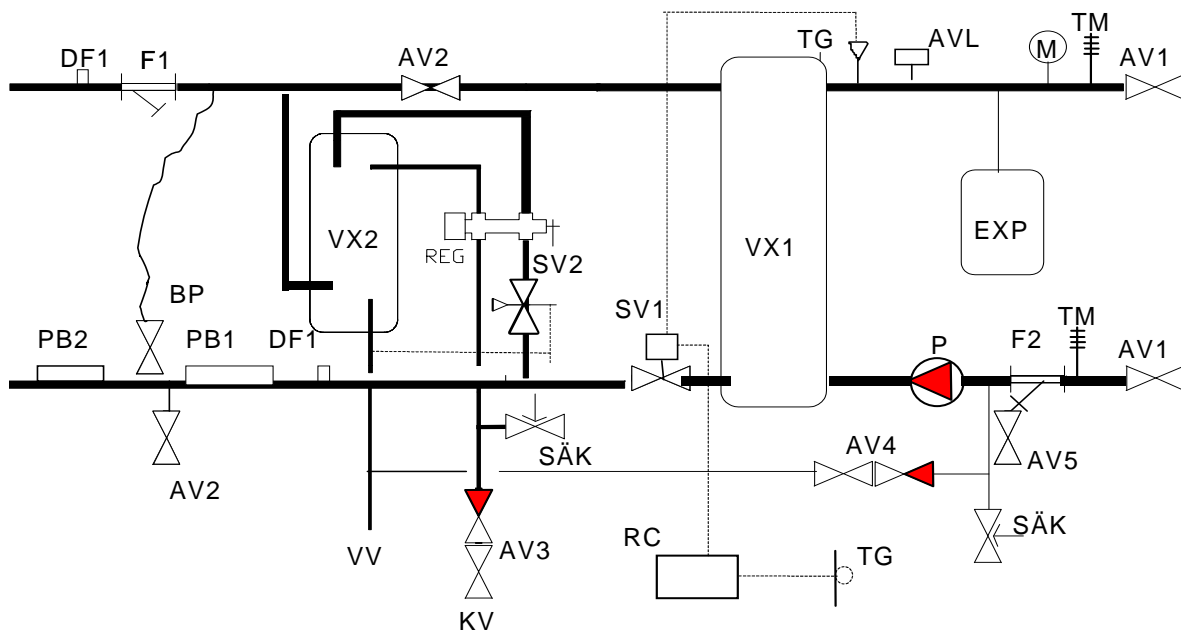 TM
DF1 F1 AV2 TG AVL M AV1
VX2 VX1 EXP
REG SV2
BP SV1 TM
PB2 PB1 DF1 P F2 AV1
SÄK AV4 AV5
AV2 SÄK
VV AV3 RC TG
KV